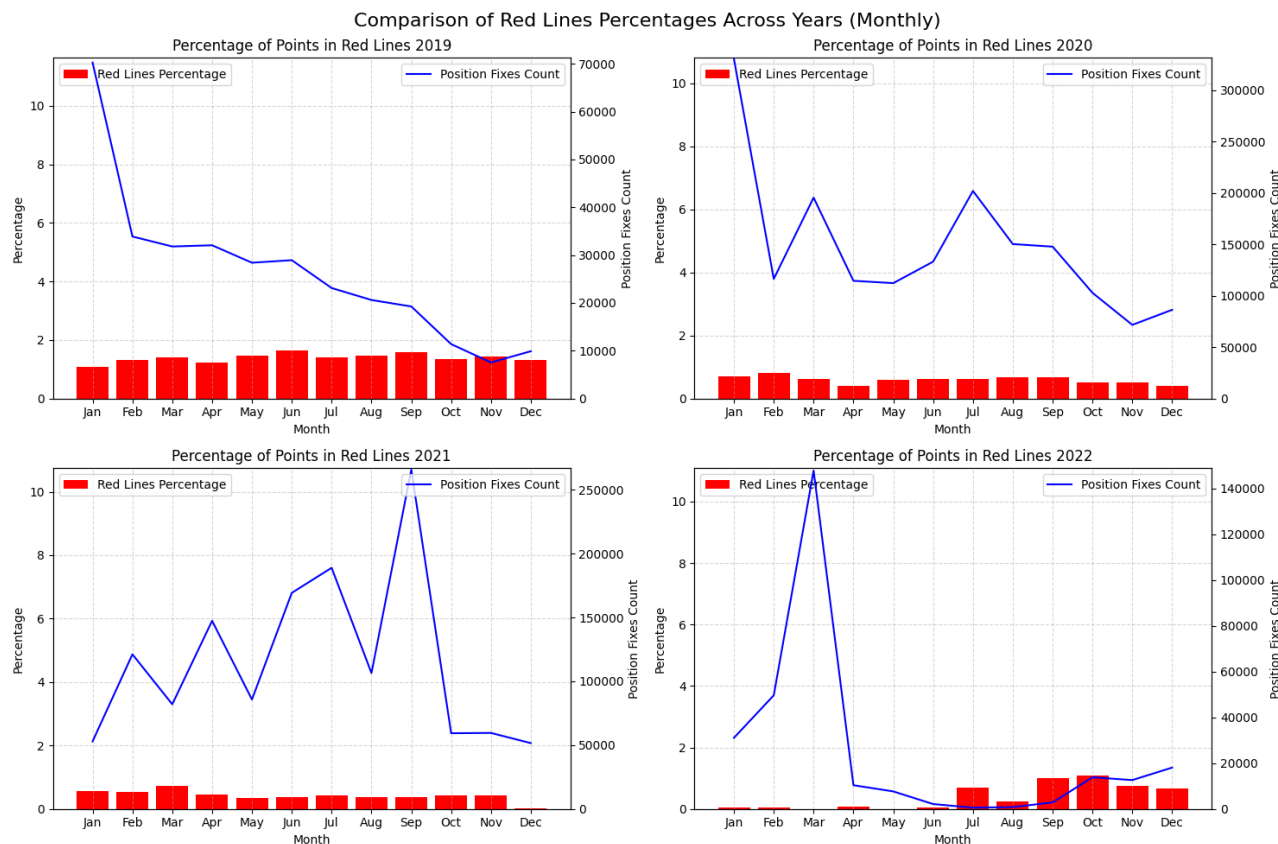 Comparison of Red Lines Percentages Across Years (Monthly)
Percentage of Points in Red Lines 2019
Red Lines Percentage
Position Fixes Count
10
8
6
4
2
0
Percentage
70000
60000
50000
40000
30000
20000
10000
0
Position Fixes Count
Jan Feb Mar Apr May Jun Jul Aug Sep Oct Nov Dec
Month
Percentage of Points in Red Lines 2020
Red Lines Percentage
Position Fixes Count
10
8
6
4
2
0
Percentage
300000
250000
200000
150000
100000
50000
0
Position Fixes Count
Jan Feb Mar Apr May Jun Jul Aug Sep Oct Nov Dec
Month
Percentage of Points in Red Lines 2021
Red Lines Percentage
Position Fixes Count
10
8
6
4
2
0
Percentage
250000
200000
150000
100000
50000
0
Position Fixes Count
Jan Feb Mar Apr May Jun Jul Aug Sep Oct Nov Dec
Month
Percentage of Points in Red Lines 2022
Red Lines Percentage
Position Fixes Count
10
8
6
4
2
0
Percentage
140000
120000
100000
80000
60000
40000
20000
0
Position Fixes Count
Jan Feb Mar Apr May Jun Jul Aug Sep Oct Nov Dec
Month